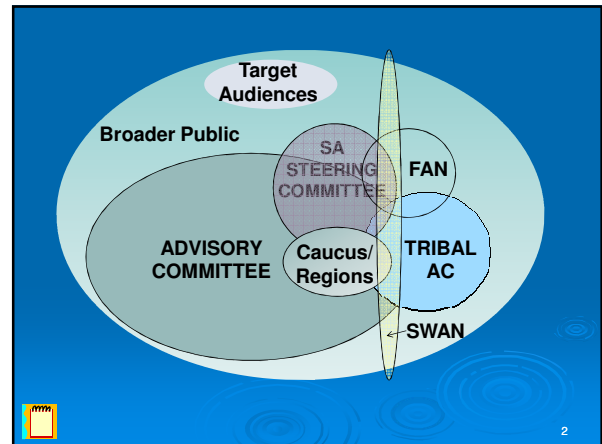 Target
Audiences
Broader Public
SA
STEERING
COMMITTEE
FAN
ADVISORY
COMMITTEE
Caucus/
Regions
TRIBAL
AC
SWAN
2